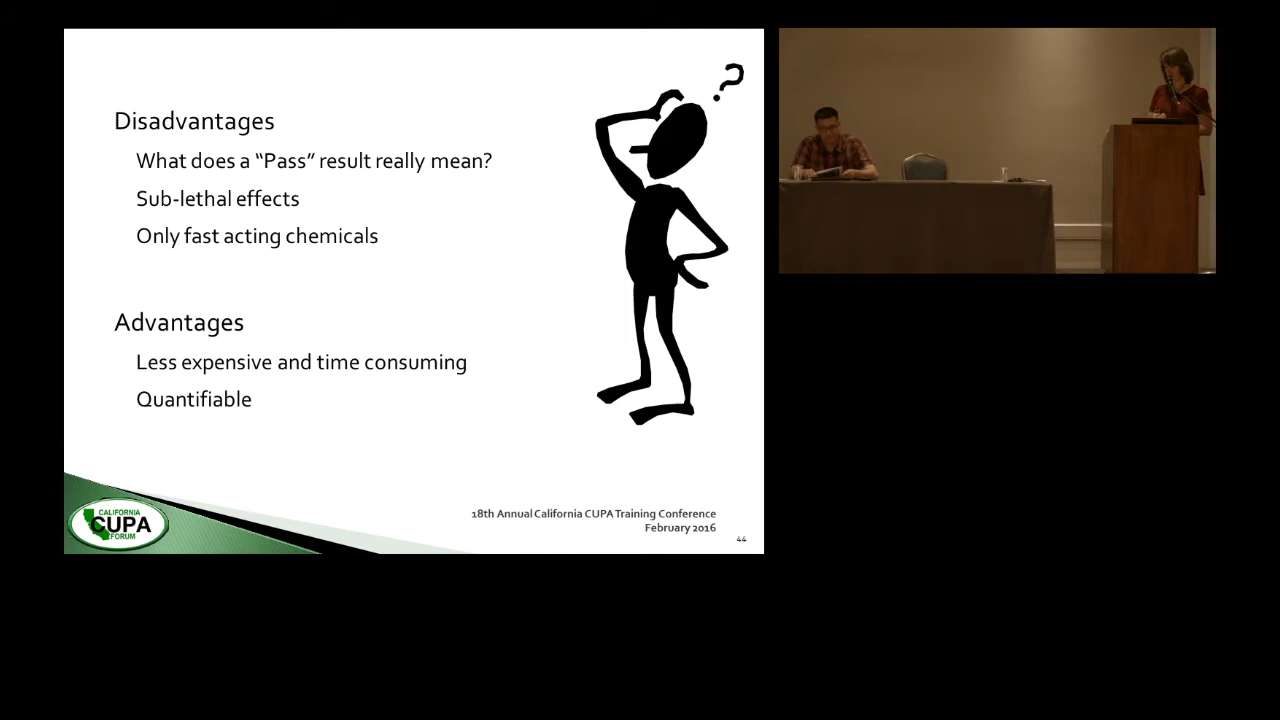 Disadvantages
What does a “Pass” result really mean?
Sub-lethal effects
Only fast acting chemicals
Advantages
Less expensive and time consuming
Quantifiable
?
CALIFORNIA
CUPA
FORUM
18th Annual California CUPA Training Conference
February 2016
44